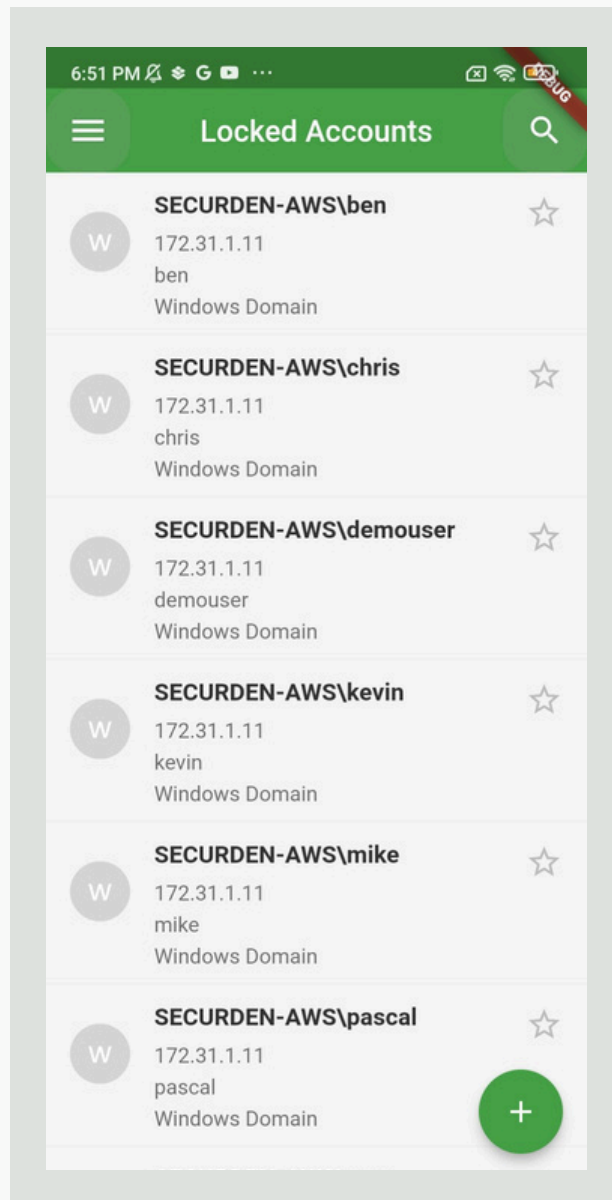 6:51 PM G ...
DEBUG
Locked Accounts
SECURDEN-AWS\ben
W
172.31.1.11
ben
Windows Domain
SECURDEN-AWS\chris
W
172.31.1.11
chris
Windows Domain
SECURDEN-AWS\demouser
W
172.31.1.11
demouser
Windows Domain
SECURDEN-AWS\kevin
W
172.31.1.11
kevin
Windows Domain
SECURDEN-AWS\mike
W
172.31.1.11
mike
Windows Domain
SECURDEN-AWS\pascal
W
172.31.1.11
pascal
Windows Domain
+